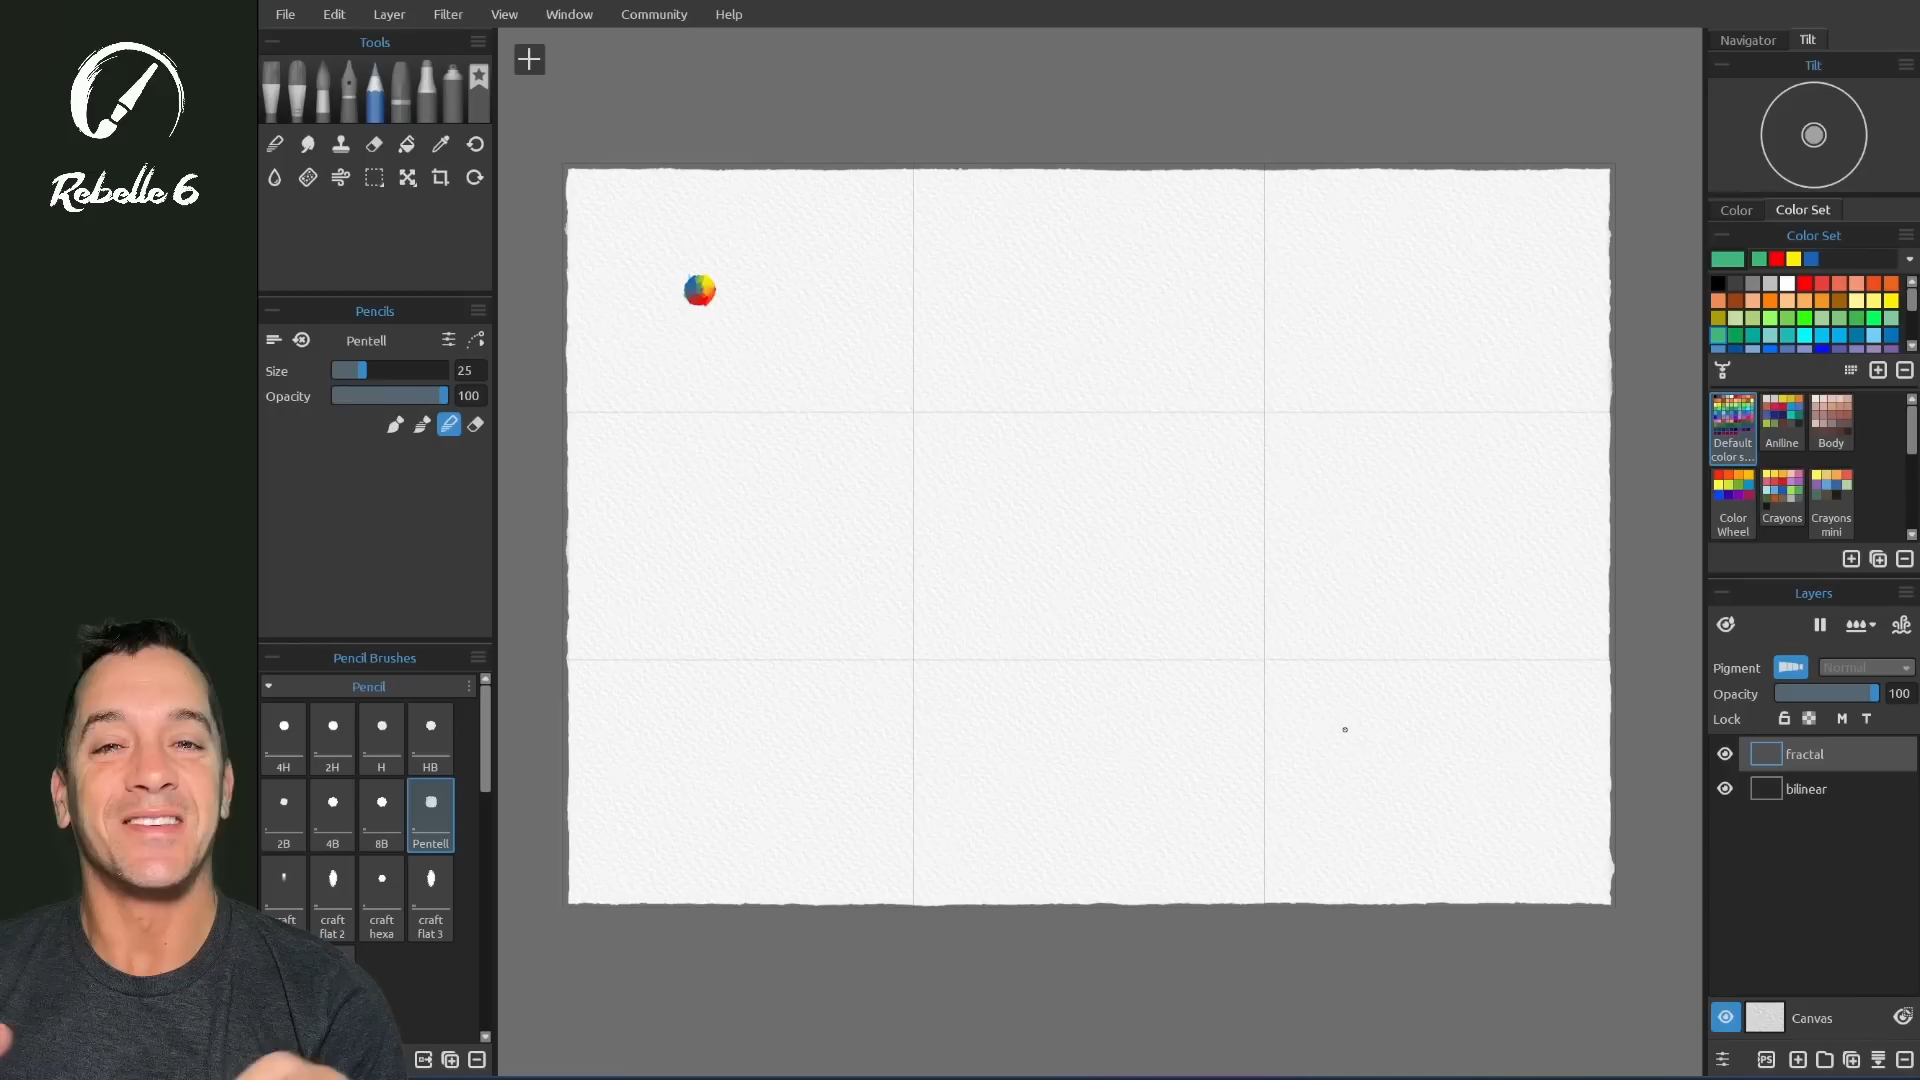 Rebelle 6
File Edit Layer Filter View Window Community Help
Tools
Pencils
Pentell
Size 25
Opacity 100
Pencil Brushes
Pencil
4H 2H H HB
2B 4B 8B Pentell
craft craft craft
flat 2 hexa flat 3
Navigator Tilt
Tilt
Color Color Set
Color Set
Default Aniline Body
color s...
Color Crayons Crayons
Wheel mini
Layers
Pigment Normal
Opacity 100
Lock M T
fractal
bilinear
Canvas
PS